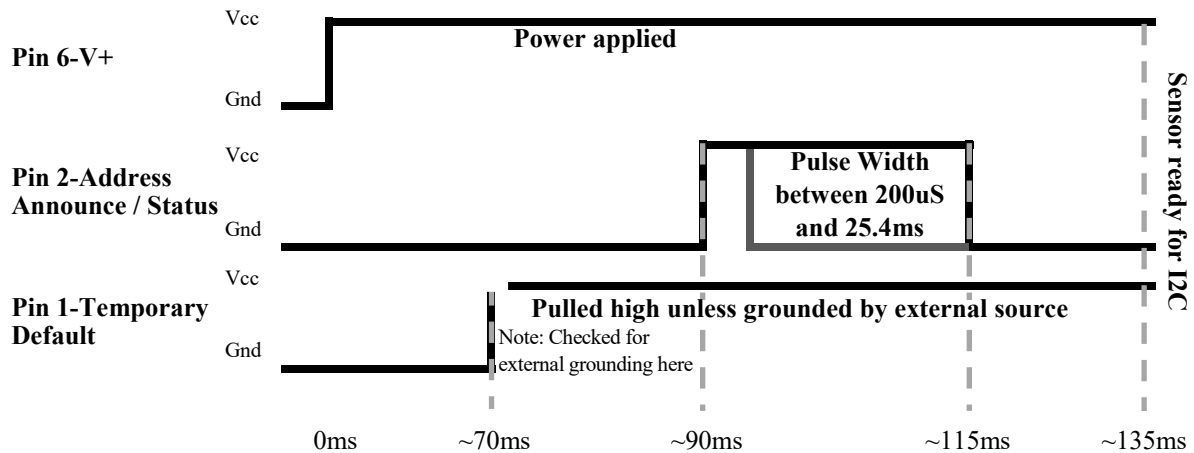 Vcc
Pin 6-V+
Power applied
Gnd
Vcc
Pin 2-Address
Announce / Status
Pulse Width
between 200uS
and 25.4ms
Gnd
Vcc
Pin 1-Temporary
Default
Pulled high unless grounded by external source
Note: Checked for
external grounding here
Gnd
Sensor ready for I2C
0ms
~70ms
~90ms
~115ms
~135ms